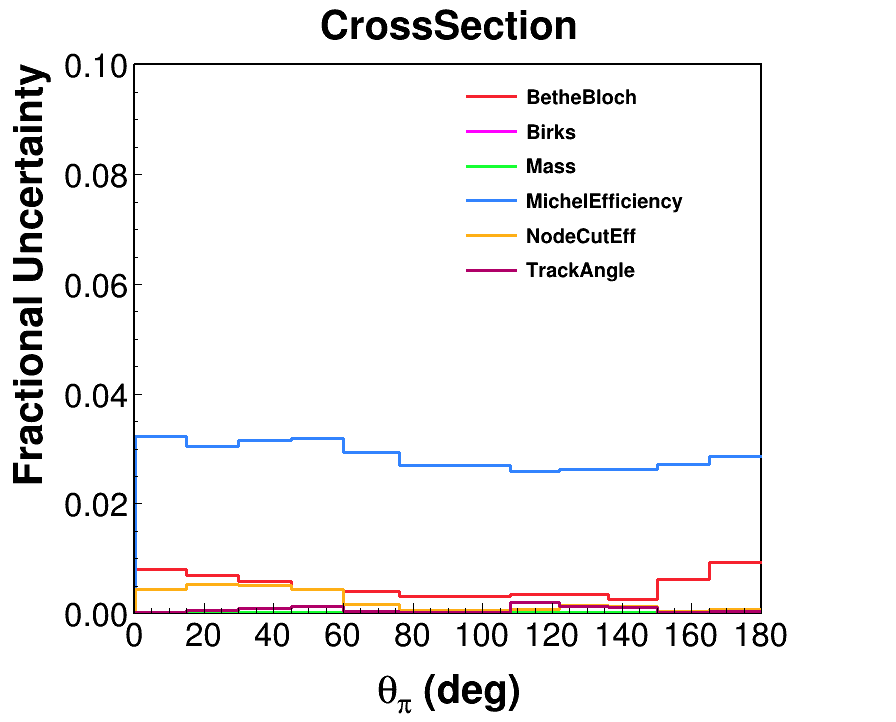 CrossSection
Fractional Uncertainty
0.10
0.08
0.06
0.04
0.02
0.00
BetheBloch
Birks
Mass
MichelEfficiency
NodeCutEff
TrackAngle
0 20 40 60 80 100 120 140 160 180
θπ (deg)